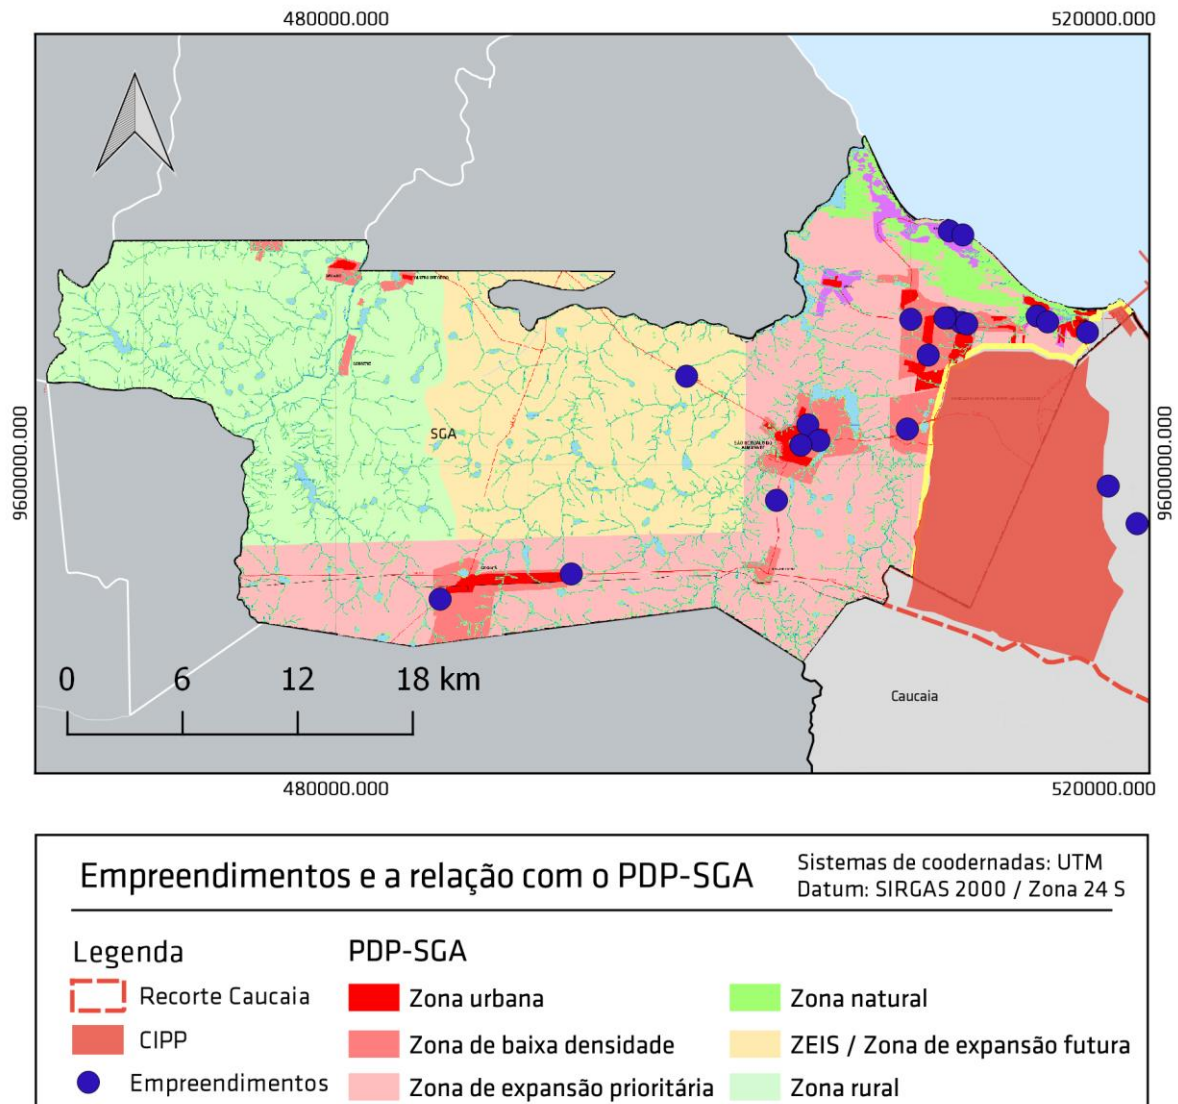 480000.000 520000.000
9600000.000
9600000.000
SGA
0 6 12 18 km
Caucaia
480000.000 520000.000
Empreendimentos e a relação com o PDP-SGA
Sistemas de coodernadas: UTM
Datum: SIRGAS 2000 / Zona 24 S
Legenda
Recorte Caucaia
CIPP
Empreendimentos
PDP-SGA
Zona urbana
Zona de baixa densidade
Zona de expansão prioritária
Zona natural
ZEIS / Zona de expansão futura
Zona rural